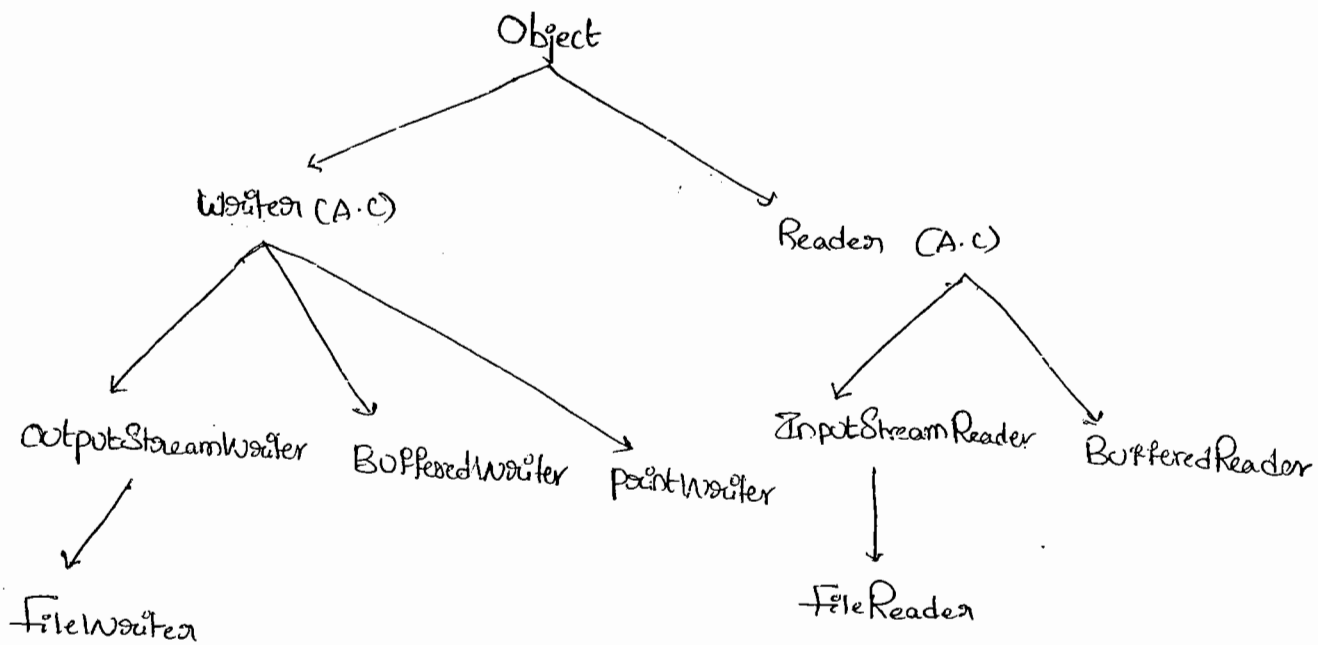 Object
Writer (A.C)
Reader (A.C)
OutputStreamWriter
BufferedWriter
PrintWriter
InputStreamReader
BufferedReader
FileWriter
FileReader